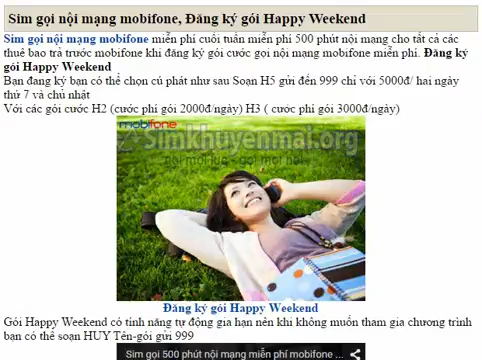 Sim gọi nội mạng mobifone, Đăng ký gói Happy Weekend
Sim gọi nội mạng mobifone miễn phí cuối tuần miễn phí 500 phút nội mạng cho tất cả các
thuê bao trả trước mobifone khi đăng ký gói cước gọi nội mạng mobifone miễn phí. Đăng ký
gói Happy Weekend
Bạn đang ký bạn có thể chọn cú phát như sau Soạn H5 gửi đến 999 chỉ với 5000đ/ hai ngày
thứ 7 và chủ nhật
Với các gói cước H2 (cước phí gói 2000đ/ngày) H3 ( cước phí gói 3000đ/ngày)
mobifone
Simkhuyenmai.org
gọi mọi lúc - gọi mọi nơi
Đăng ký gói Happy Weekend
Gói Happy Weekend có tính năng tự động gia hạn nên khi không muốn tham gia chương trình
bạn có thể soạn HUY Tên-gói gửi 999
Sim gọi 500 phút nội mạng miễn phí mobifone ...